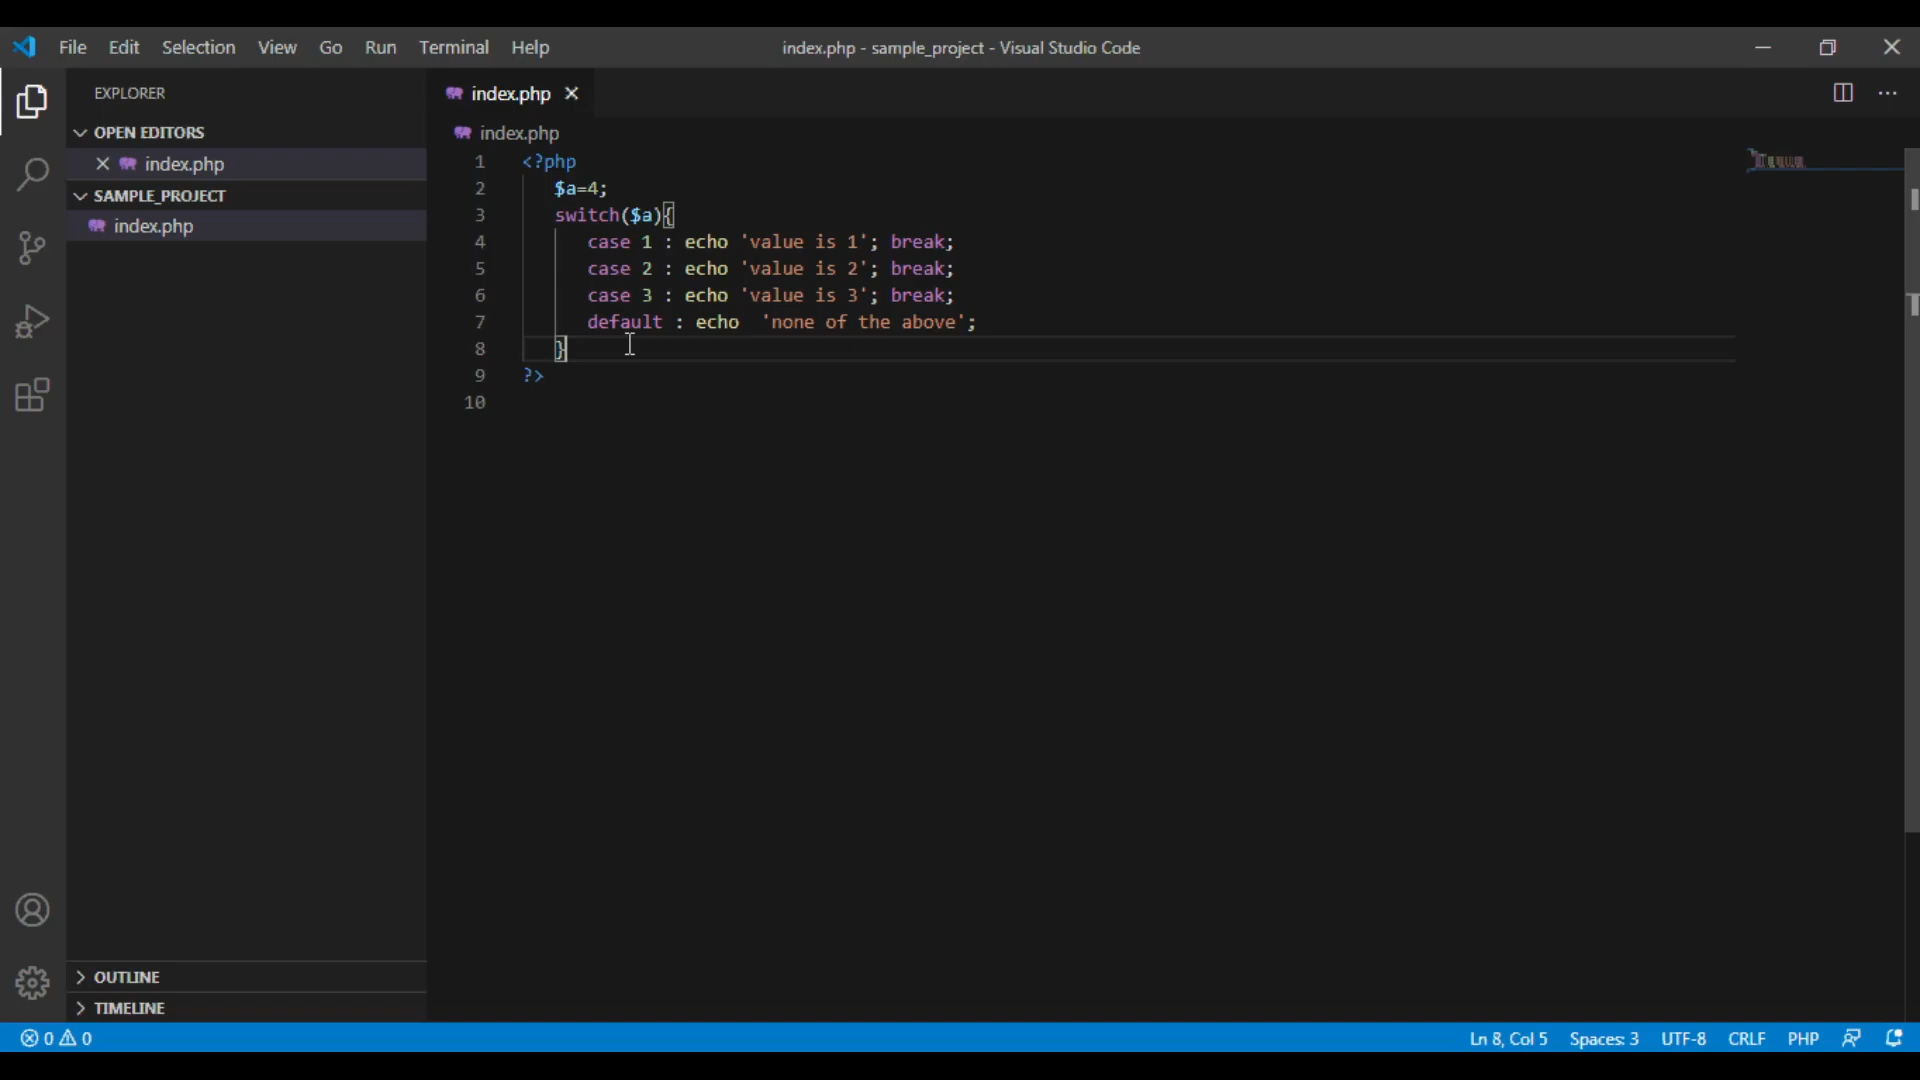 File Edit Selection View Go Run Terminal Help
index.php - sample_project - Visual Studio Code
EXPLORER
OPEN EDITORS
index.php
SAMPLE_PROJECT
index.php
OUTLINE
TIMELINE
index.php
index.php
1 <?php
2 $a=4;
3 switch($a){
4 case 1 : echo 'value is 1'; break;
5 case 2 : echo 'value is 2'; break;
6 case 3 : echo 'value is 3'; break;
7 default : echo  'none of the above';
8 }
9 ?>
10
0 0
Ln 8, Col 5 Spaces: 3 UTF-8 CRLF PHP